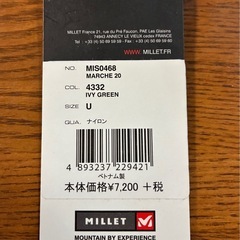 MILLET France 21, rue du Pré Faucon, PAE Les Glaisins
74943 ANNECY LE VIEUX cedex
FRANCE
WWW.MILLET.FR
NO. MIS0468
MARCHE 20
COL. 4332
IVY GREEN
SIZE U
QUA. ナイロン
4 893237 229421
ベトナム製
本体価格¥7,200 +税
MILLET
MOUNTAIN BY EXPERIENCE